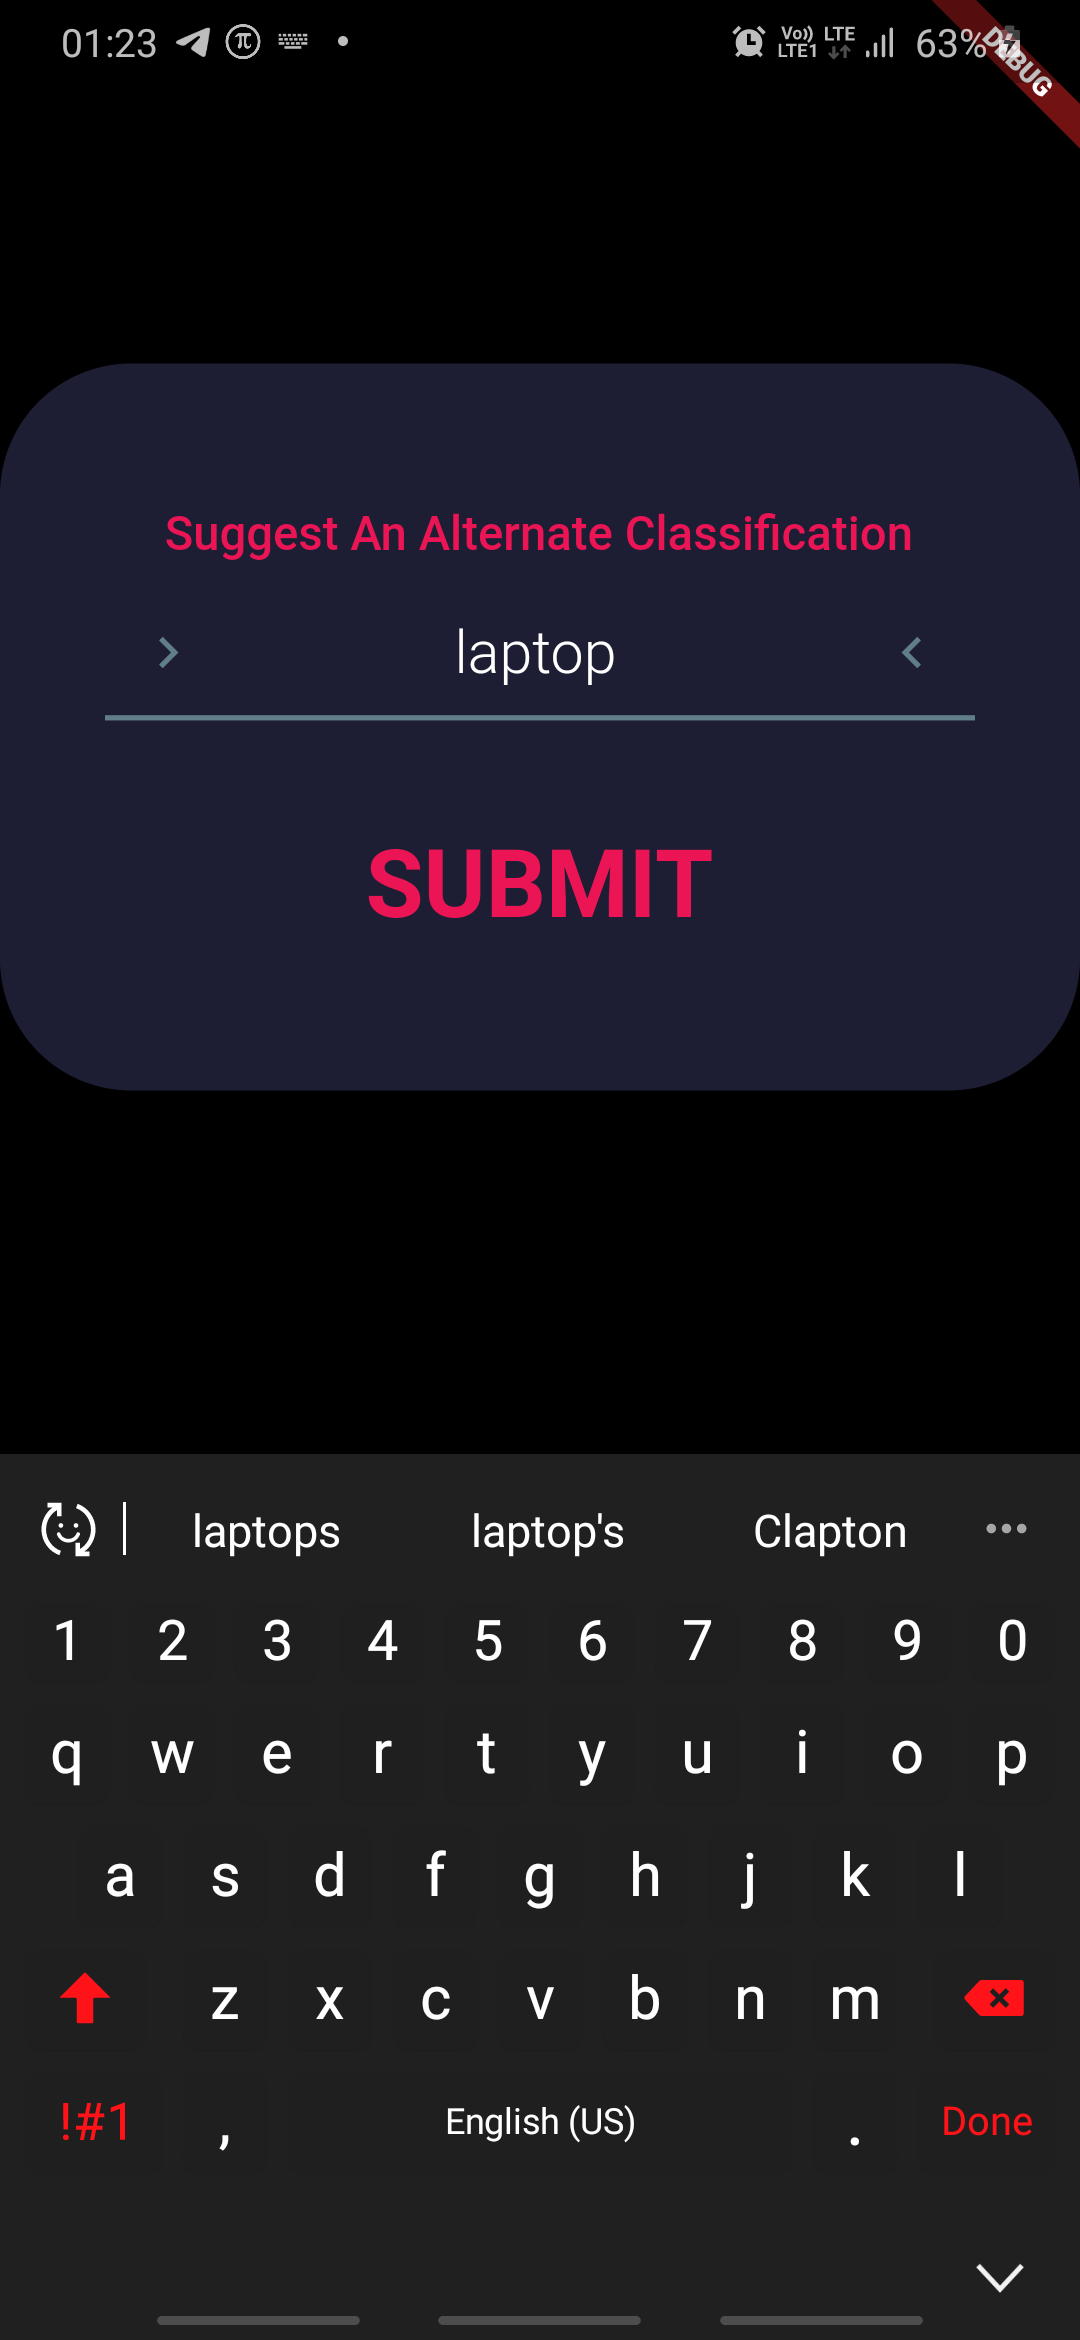 01:23 Vo)) LTE 63%
LTE1
DEBUG
Suggest An Alternate Classification
laptop
SUBMIT
laptops laptop's Clapton
1 2 3 4 5 6 7 8 9 0
q w e r t y u i o p
a s d f g h j k l
z x c v b n m
!#1 , English (US) . Done